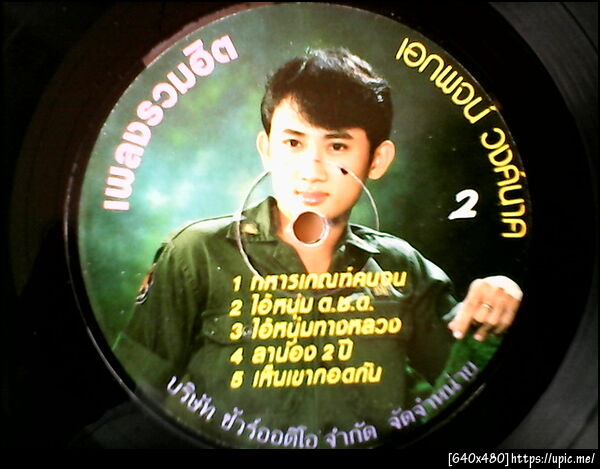 เพลงรวมฮิต
เอกพจน์ วงศ์นาค
2
1 ทหารเกณฑ์คนจน
2 ไอ้หนุ่ม ต.ช.ด.
3 ไอ้หนุ่มทางหลวง
4 ลาน้อง 2 ปี
5 เห็นเขากอดกัน
บริษัท ซัวร์ออดิโอ จำกัด จัดจำหน่าย
[640x480]https://upic.me/